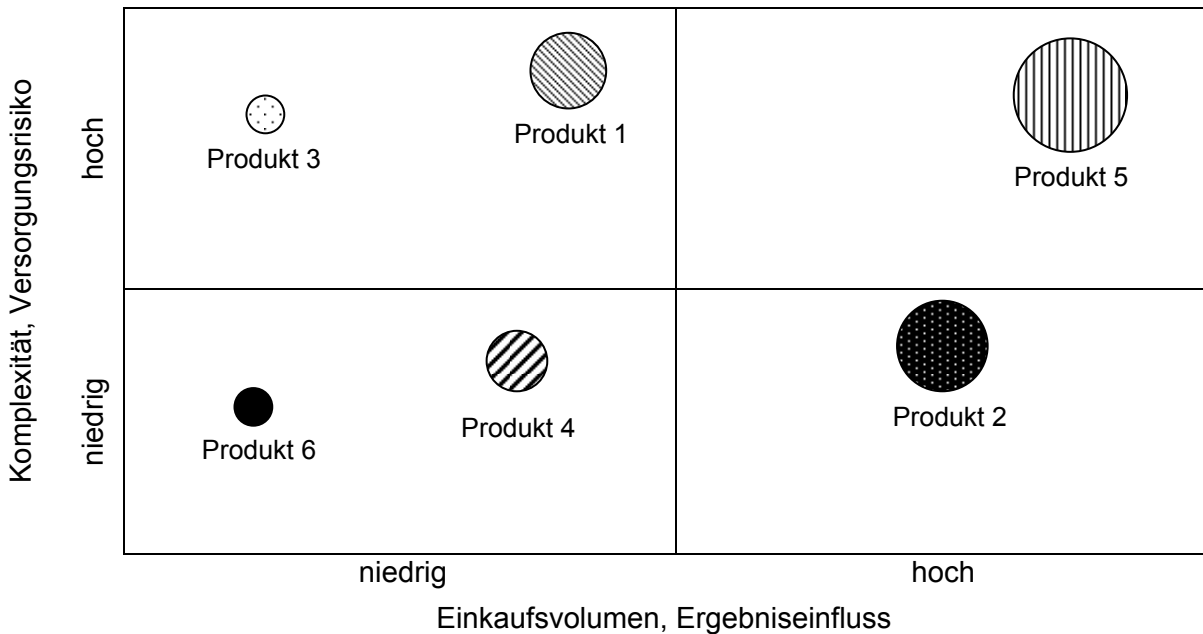 Komplexität, Versorgungsrisiko
hoch
niedrig
Produkt 3
Produkt 1
Produkt 5
Produkt 6
Produkt 4
Produkt 2
niedrig
hoch
Einkaufsvolumen, Ergebniseinfluss